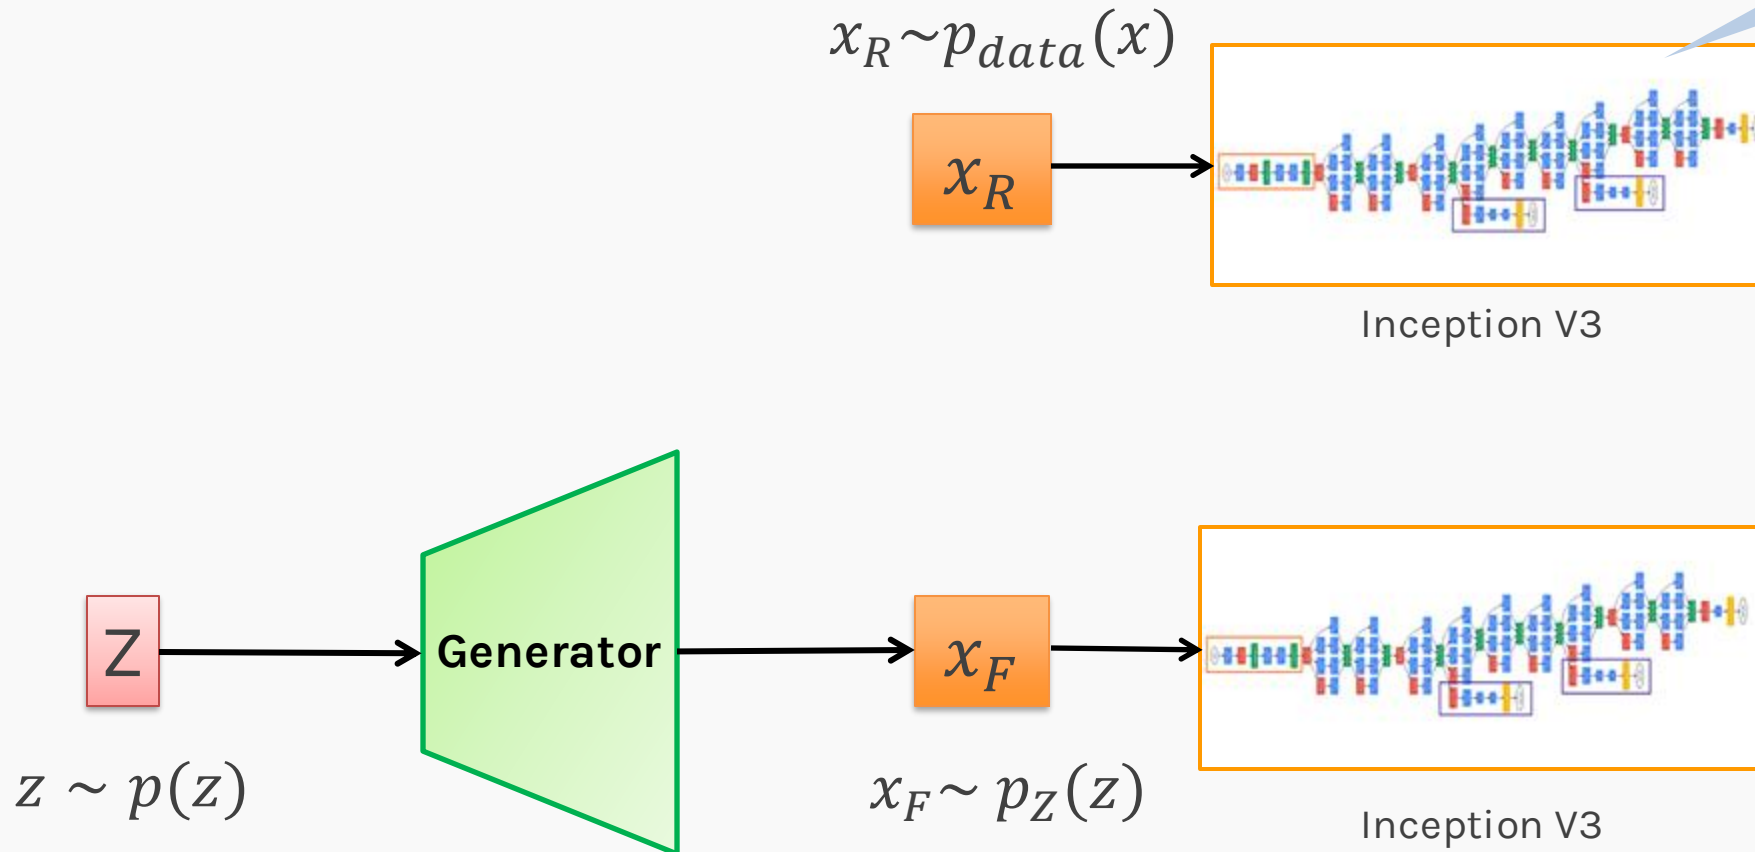 x_R~p_data(x)
x_R
Inception V3
Z
Generator
x_F
z ~ p(z)
x_F~ p_Z(z)
Inception V3